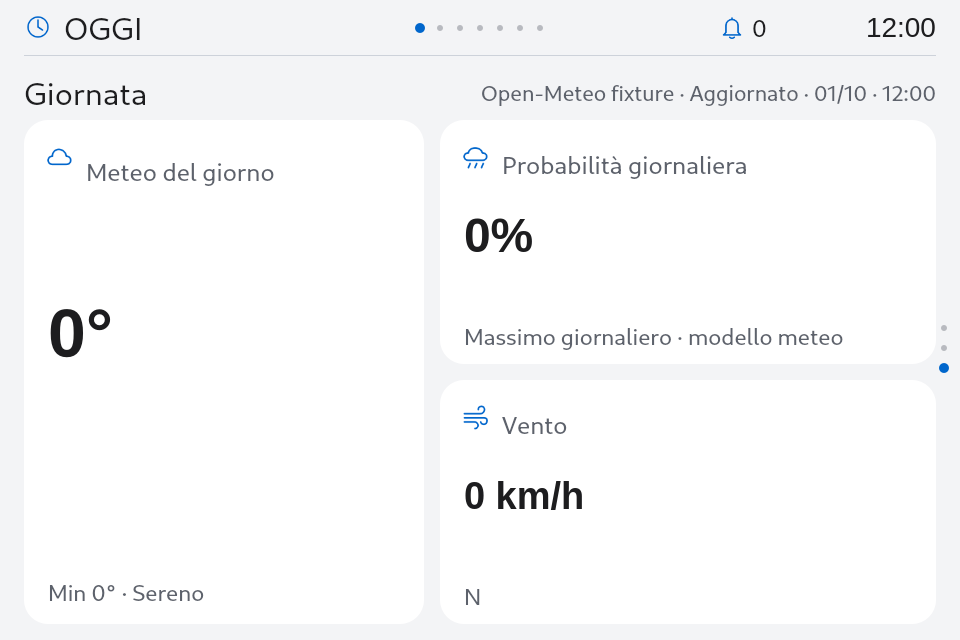 OGGI
0
12:00
Giornata
Open-Meteo fixture · Aggiornato · 01/10 · 12:00
Meteo del giorno
0°
Min 0° · Sereno
Probabilità giornaliera
0%
Massimo giornaliero · modello meteo
Vento
0 km/h
N